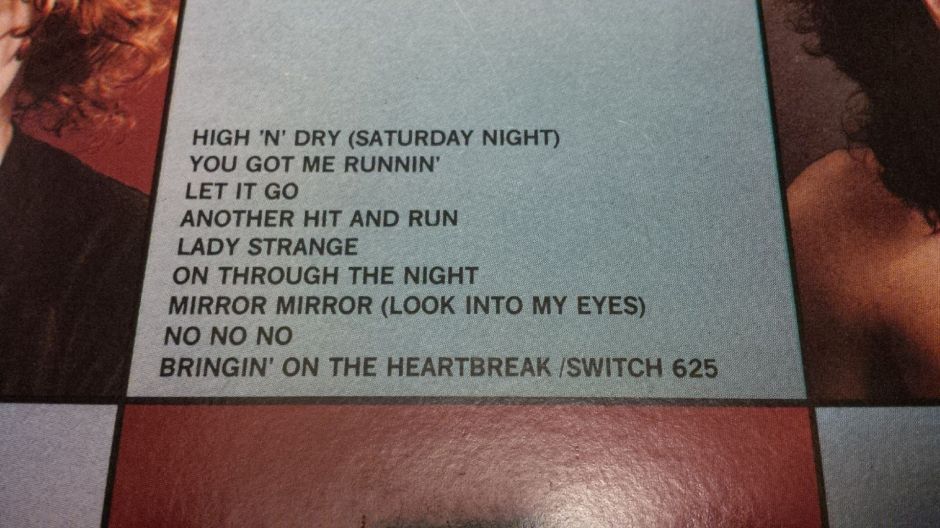 HIGH 'N' DRY (SATURDAY NIGHT)
YOU GOT ME RUNNIN'
LET IT GO
ANOTHER HIT AND RUN
LADY STRANGE
ON THROUGH THE NIGHT
MIRROR MIRROR (LOOK INTO MY EYES)
NO NO NO
BRINGIN' ON THE HEARTBREAK /SWITCH 625